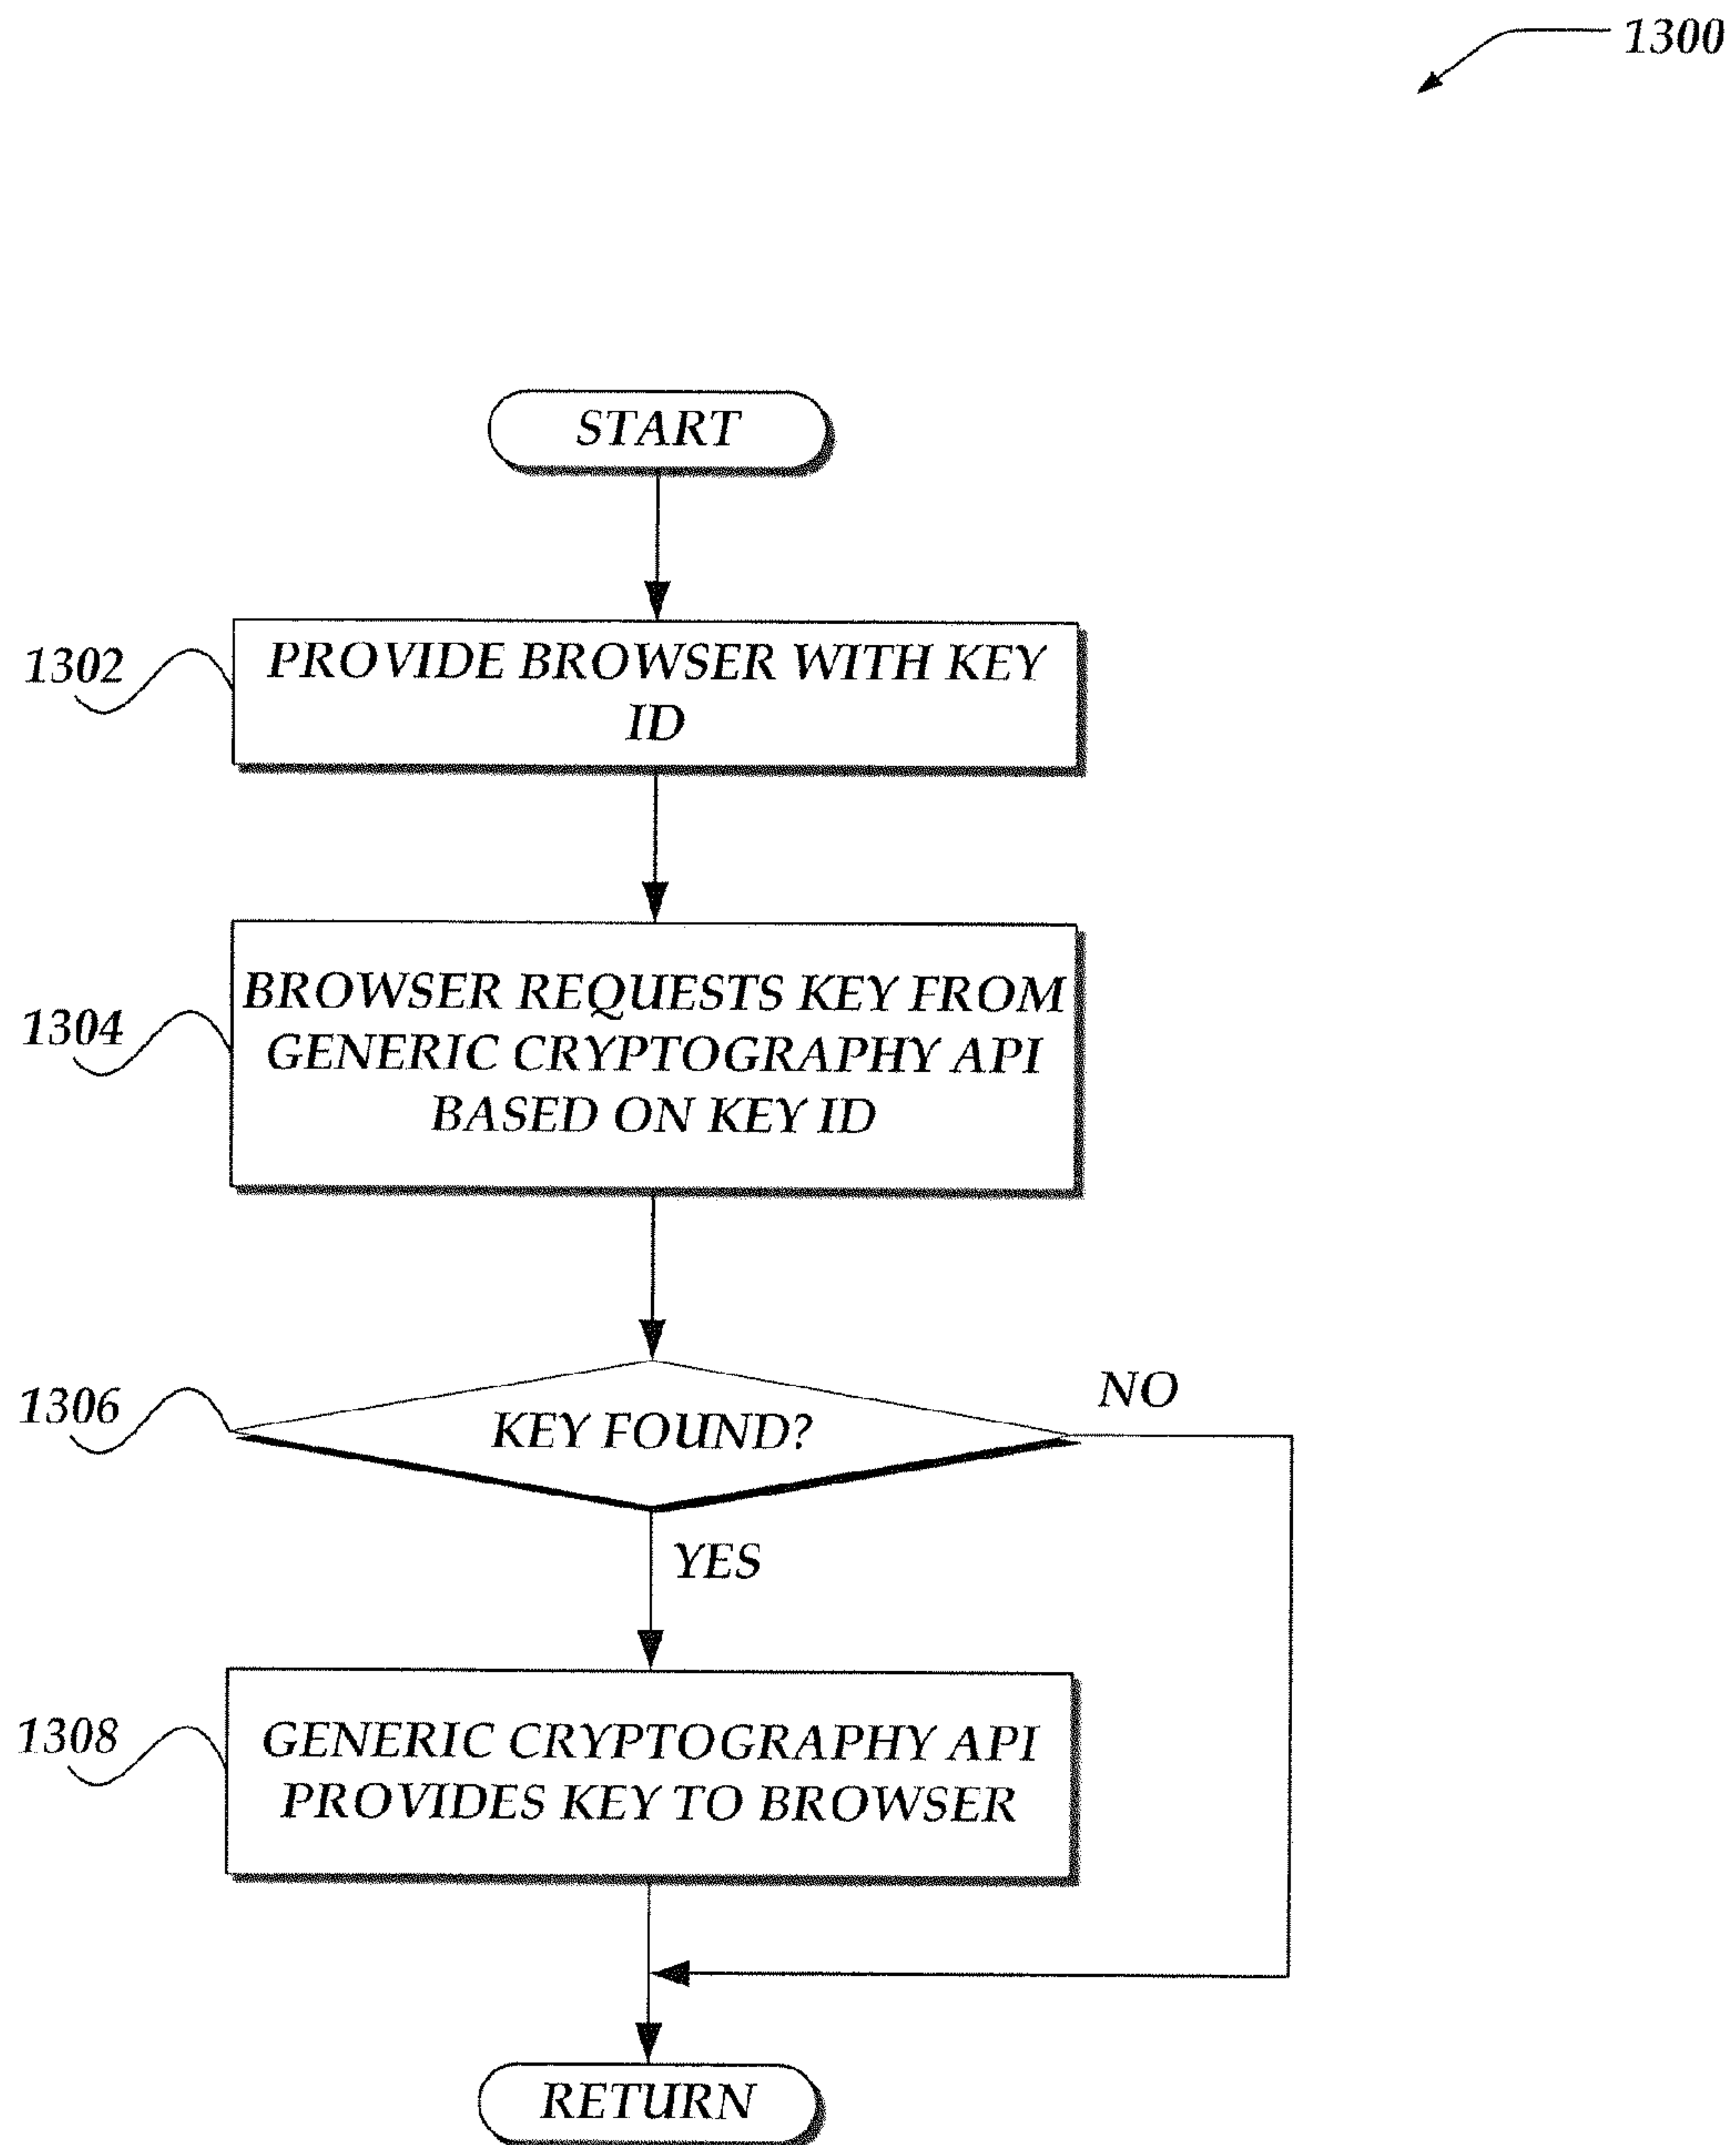 1300
START
1302
PROVIDE BROWSER WITH KEY
ID
1304
BROWSER REQUESTS KEY FROM
GENERIC CRYPTOGRAPHY API
BASED ON KEY ID
1306
KEY FOUND?
NO
YES
1308
GENERIC CRYPTOGRAPHY API
PROVIDES KEY TO BROWSER
RETURN